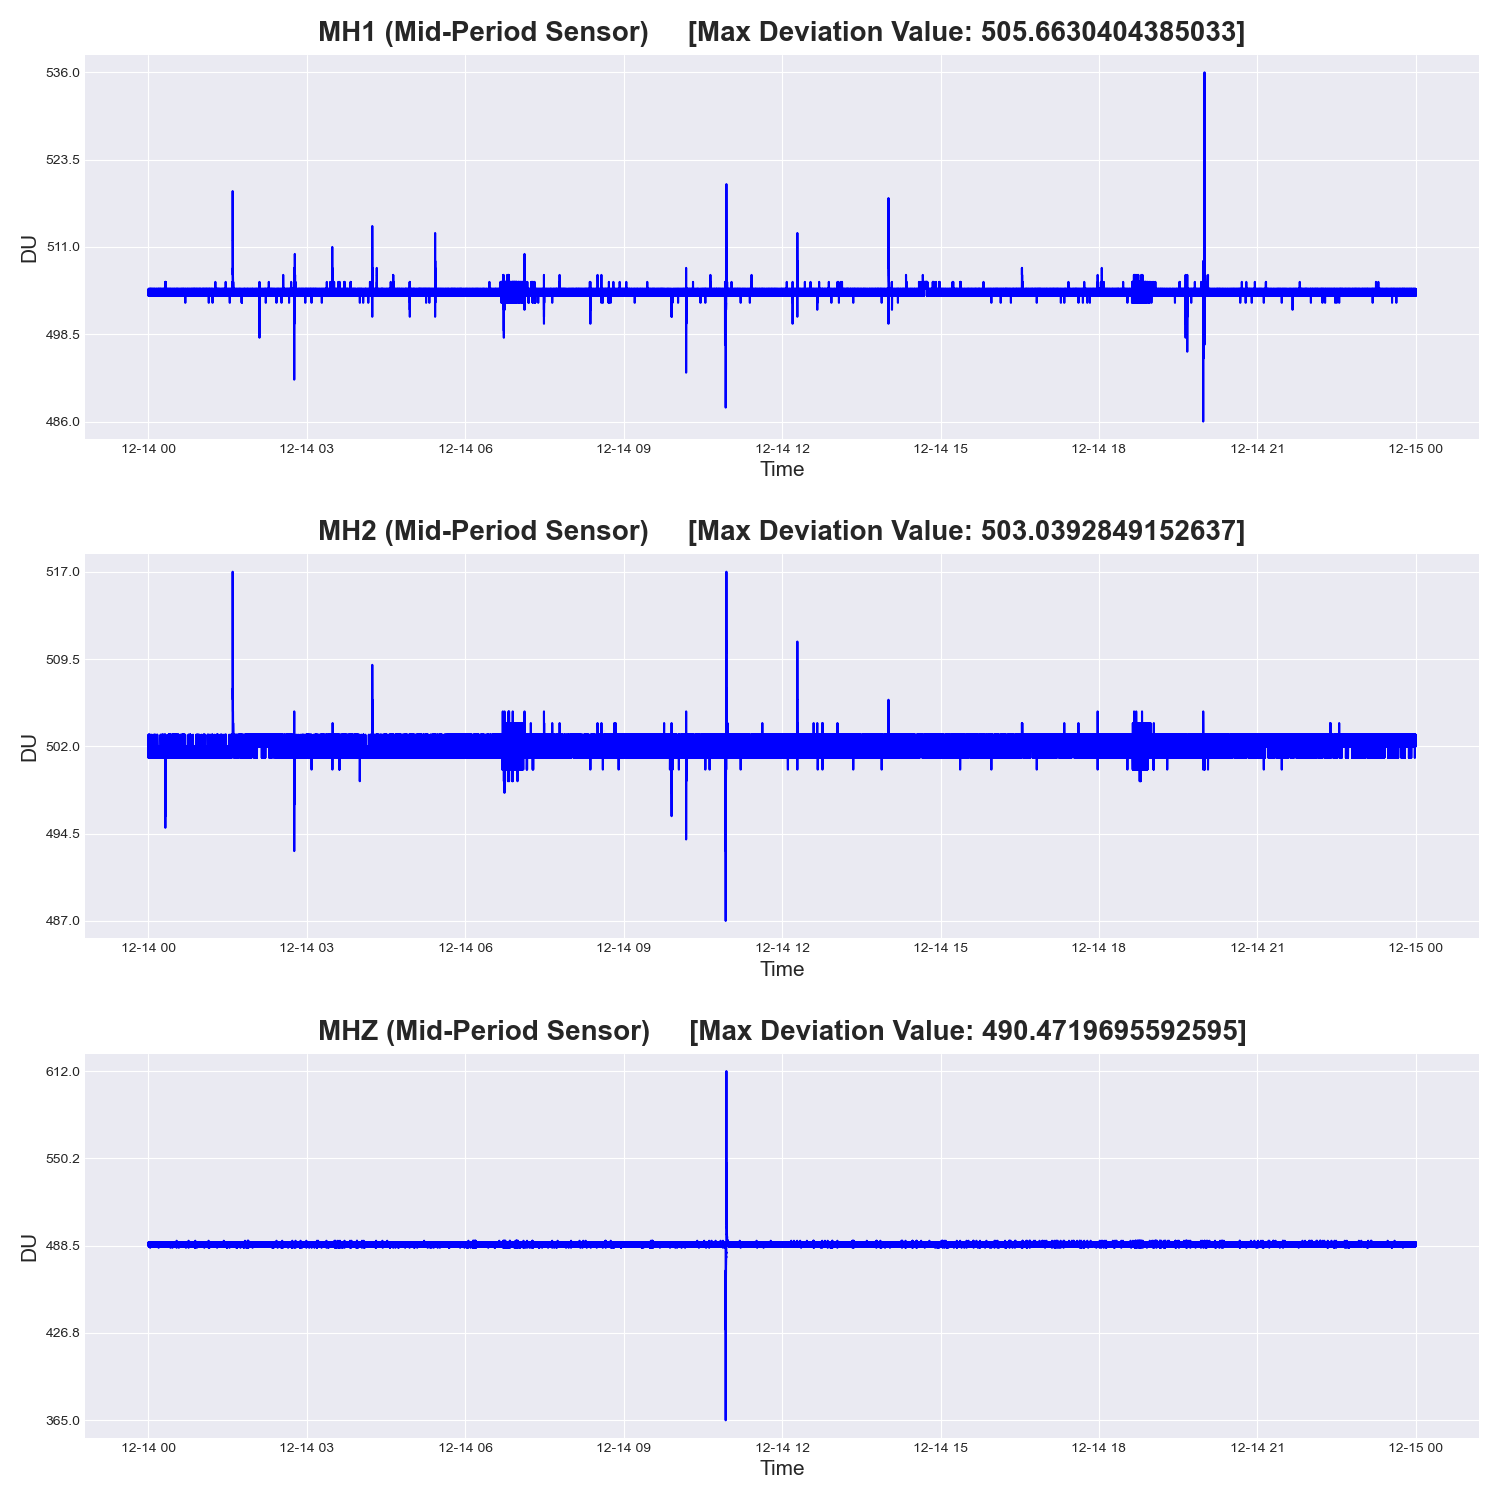 MH1 (Mid-Period Sensor) [Max Deviation Value: 505.6630404385033]
536.0
523.5
511.0
498.5
486.0
DU
12-14 00 12-14 03 12-14 06 12-14 09 12-14 12 12-14 15 12-14 18 12-14 21 12-15 00
Time
MH2 (Mid-Period Sensor) [Max Deviation Value: 503.0392849152637]
517.0
509.5
502.0
494.5
487.0
DU
12-14 00 12-14 03 12-14 06 12-14 09 12-14 12 12-14 15 12-14 18 12-14 21 12-15 00
Time
MHZ (Mid-Period Sensor) [Max Deviation Value: 490.4719695592595]
612.0
550.2
488.5
426.8
365.0
DU
12-14 00 12-14 03 12-14 06 12-14 09 12-14 12 12-14 15 12-14 18 12-14 21 12-15 00
Time